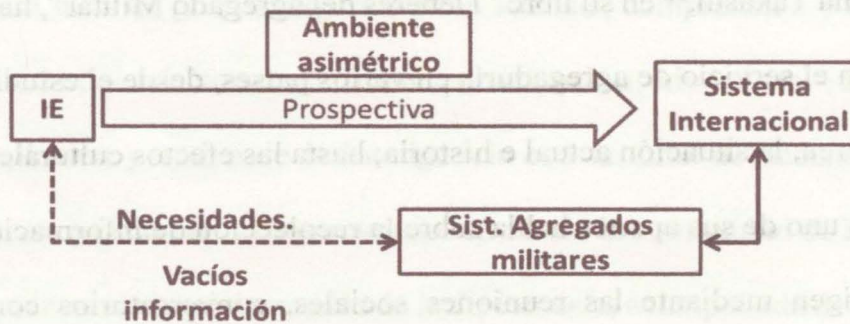 Ambiente
asimétrico
IE
Prospectiva
Sistema
Internacional
Necesidades
Sist. Agregados
militares
Vacíos
información